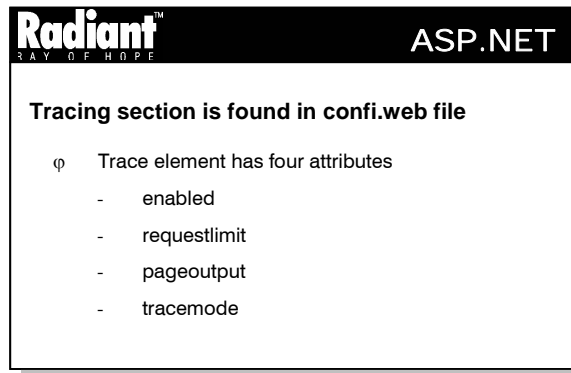 Radiant™
RAY OF HOPE
ASP.NET
Tracing section is found in confi.web file
φ Trace element has four attributes
- enabled
- requestlimit
- pageoutput
- tracemode